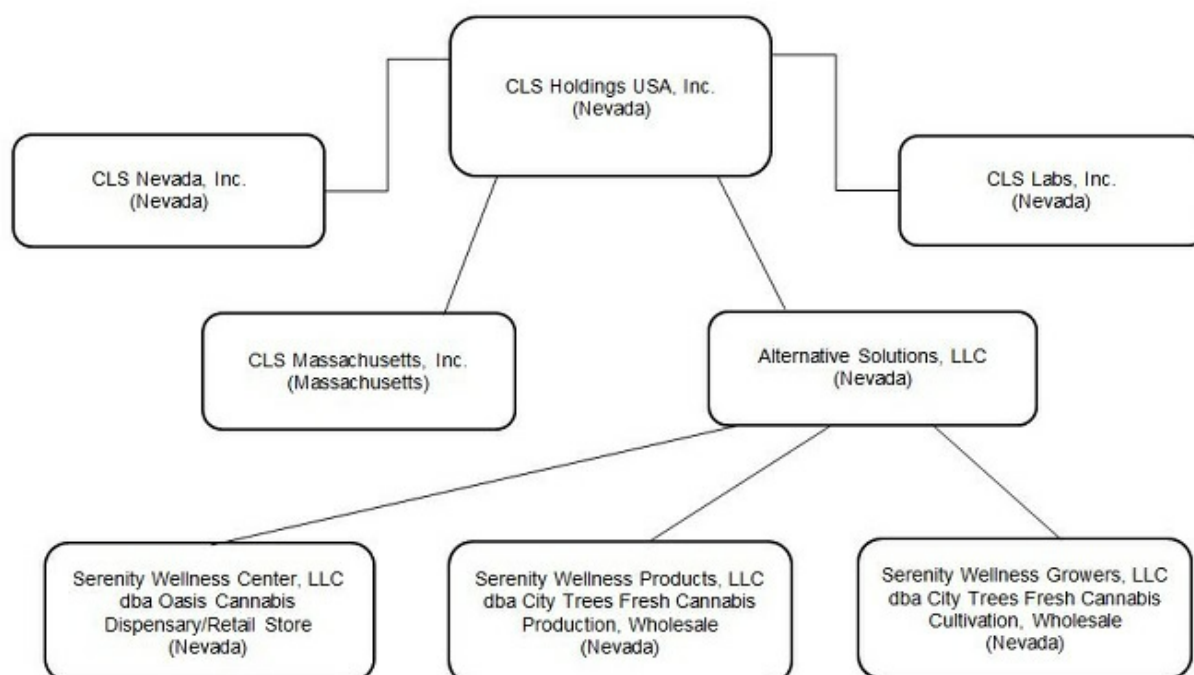 CLS Holdings USA, Inc.
(Nevada)
CLS Nevada, Inc.
(Nevada)
CLS Labs, Inc.
(Nevada)
CLS Massachusetts, Inc.
(Massachusetts)
Alternative Solutions, LLC
(Nevada)
Serenity Wellness Center, LLC
dba Oasis Cannabis
Dispensary/Retail Store
(Nevada)
Serenity Wellness Products, LLC
dba City Trees Fresh Cannabis
Production, Wholesale
(Nevada)
Serenity Wellness Growers, LLC
dba City Trees Fresh Cannabis
Cultivation, Wholesale
(Nevada)